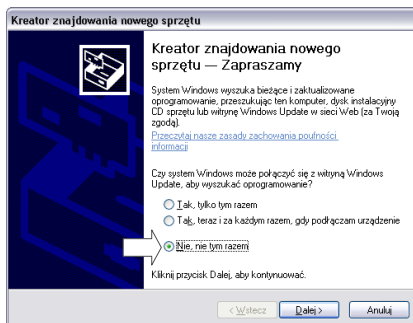 Kreator znajdowania nowego sprzętu
Kreator znajdowania nowego
sprzętu — Zapraszamy
System Windows wyszuka bieżące i zaktualizowane
oprogramowanie, przeszukując ten komputer, dysk instalacyjny
CD sprzętu lub witrynę Windows Update w sieci Web (za Twoją
zgodą).
Przeczytaj nasze zasady zachowania poufności
informacji
Czy system Windows może połączyć się z witryną Windows
Update, aby wyszukać oprogramowanie?
Tak, tylko tym razem
Tak, teraz i za każdym razem, gdy podłączam urządzenie
Nie, nie tym razem
Kliknij przycisk Dalej, aby kontynuować.
< Wstecz
Dalej >
Anuluj